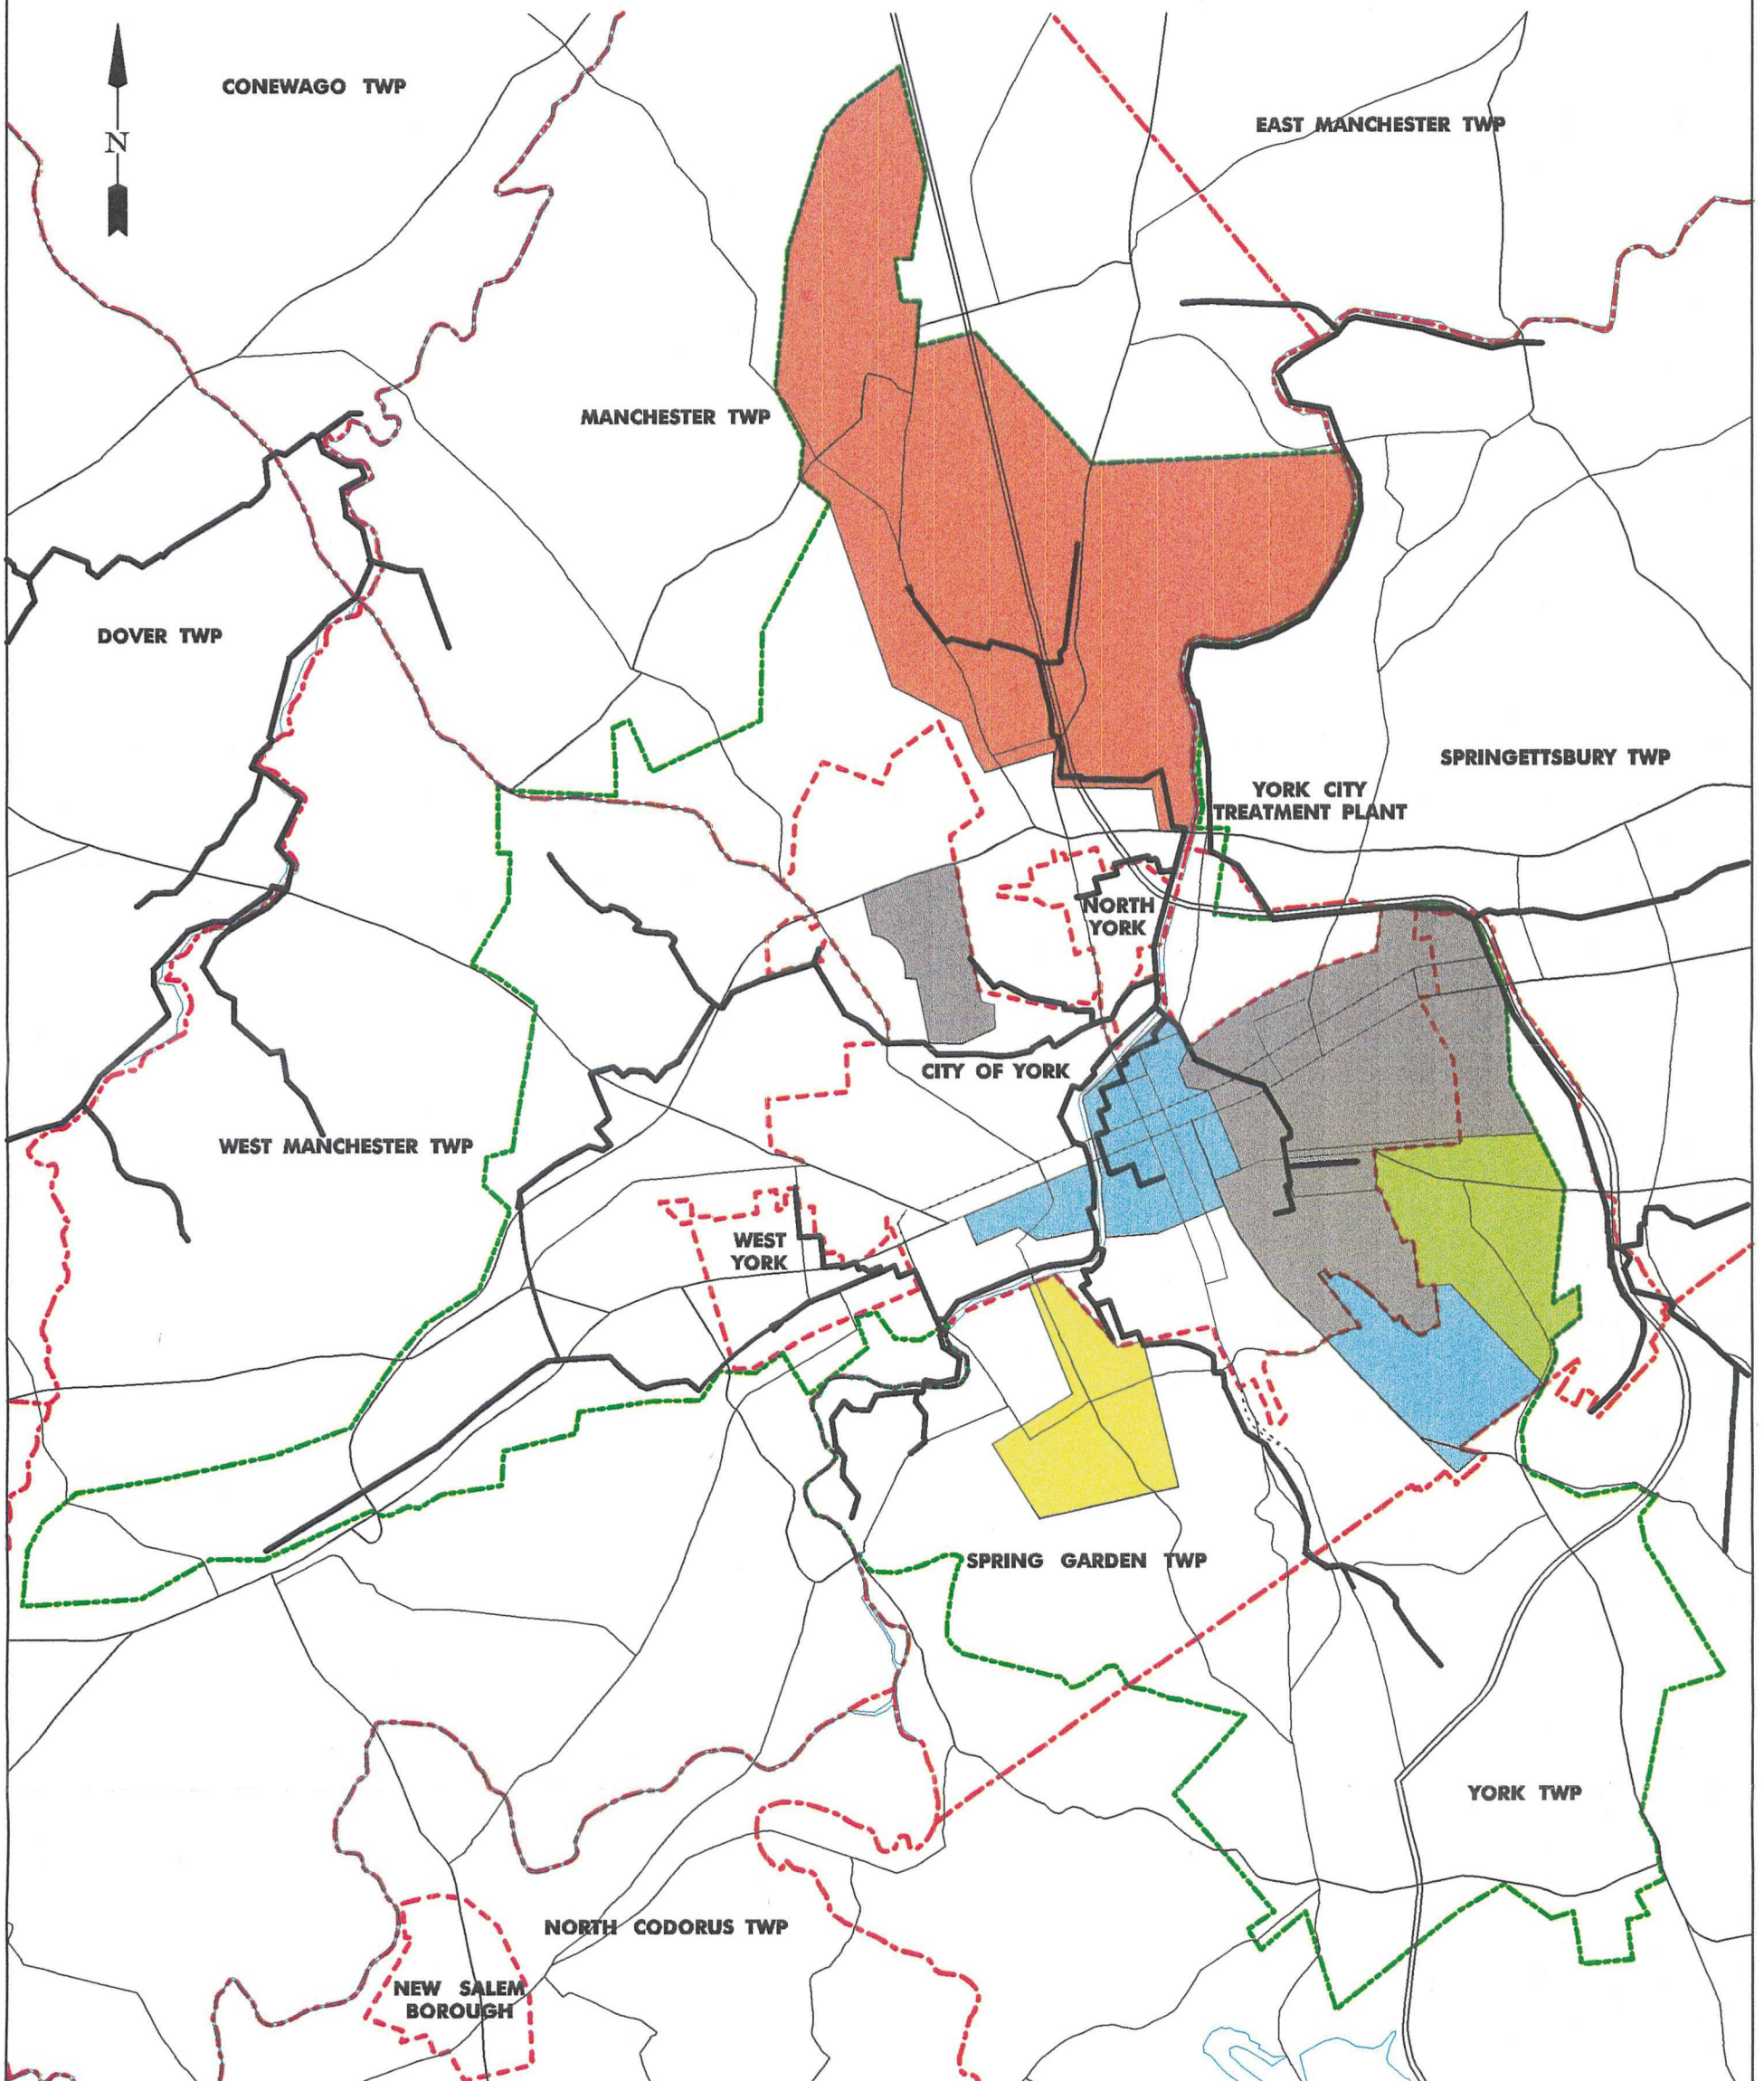 CONEWAGO TWP
EAST MANCHESTER TWP
N
MANCHESTER TWP
DOVER TWP
SPRINGETTSBURY TWP
YORK CITY
TREATMENT PLANT
NORTH
YORK
CITY OF YORK
WEST MANCHESTER TWP
WEST
YORK
SPRING GARDEN TWP
YORK TWP
NORTH CODORUS TWP
NEW SALEM
BOROUGH